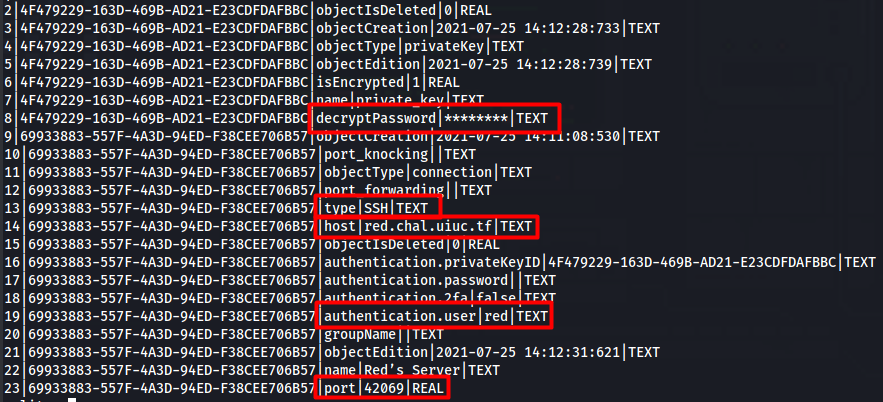 2|4F479229-163D-469B-AD21-E23CDFDAFBBC|objectIsDeleted|0|REAL
3|4F479229-163D-469B-AD21-E23CDFDAFBBC|objectCreation|2021-07-25 14:12:28:733|TEXT
4|4F479229-163D-469B-AD21-E23CDFDAFBBC|objectType|privateKey|TEXT
5|4F479229-163D-469B-AD21-E23CDFDAFBBC|objectEdition|2021-07-25 14:12:28:739|TEXT
6|4F479229-163D-469B-AD21-E23CDFDAFBBC|isEncrypted|1|REAL
7|4F479229-163D-469B-AD21-E23CDFDAFBBC|name|private_key|TEXT
8|4F479229-163D-469B-AD21-E23CDFDAFBBC|decryptPassword|********|TEXT
9|69933883-557F-4A3D-94ED-F38CEE706B57|objectCreation|2021-07-25 14:11:08:530|TEXT
10|69933883-557F-4A3D-94ED-F38CEE706B57|port_knocking||TEXT
11|69933883-557F-4A3D-94ED-F38CEE706B57|objectType|connection|TEXT
12|69933883-557F-4A3D-94ED-F38CEE706B57|port_forwarding||TEXT
13|69933883-557F-4A3D-94ED-F38CEE706B57|type|SSH|TEXT
14|69933883-557F-4A3D-94ED-F38CEE706B57|host|red.chal.uiuc.tf|TEXT
15|69933883-557F-4A3D-94ED-F38CEE706B57|objectIsDeleted|0|REAL
16|69933883-557F-4A3D-94ED-F38CEE706B57|authentication.privateKeyID|4F479229-163D-469B-AD21-E23CDFDAFBBC|TEXT
17|69933883-557F-4A3D-94ED-F38CEE706B57|authentication.password||TEXT
18|69933883-557F-4A3D-94ED-F38CEE706B57|authentication.2fa|false|TEXT
19|69933883-557F-4A3D-94ED-F38CEE706B57|authentication.user|red|TEXT
20|69933883-557F-4A3D-94ED-F38CEE706B57|groupName||TEXT
21|69933883-557F-4A3D-94ED-F38CEE706B57|objectEdition|2021-07-25 14:12:31:621|TEXT
22|69933883-557F-4A3D-94ED-F38CEE706B57|name|Red's Server|TEXT
23|69933883-557F-4A3D-94ED-F38CEE706B57|port|42069|REAL